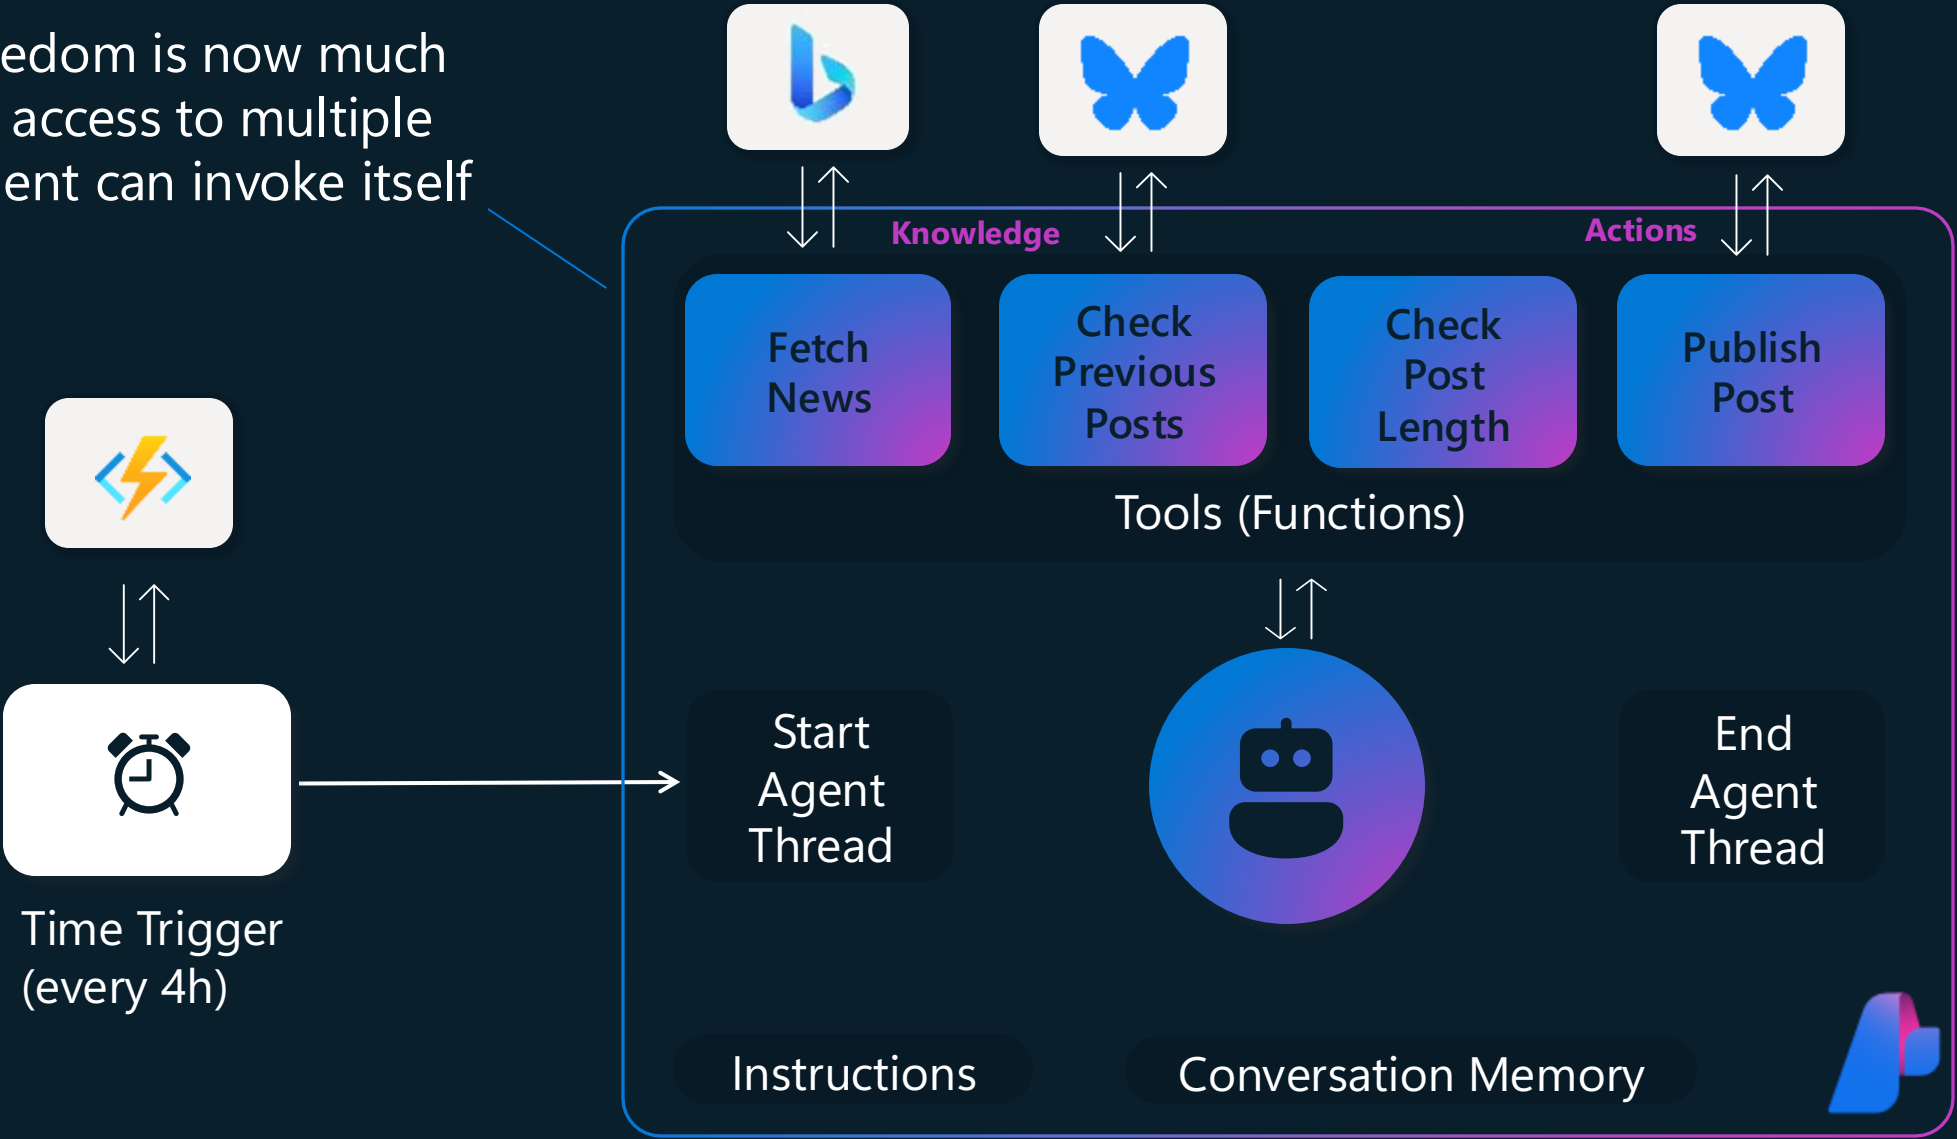 edom is now much
access to multiple
ent can invoke itself
Knowledge
Actions
Fetch
News
Check
Previous
Posts
Check
Post
Length
Publish
Post
Tools (Functions)
Start
Agent
Thread
End
Agent
Thread
Time Trigger
(every 4h)
Instructions
Conversation Memory